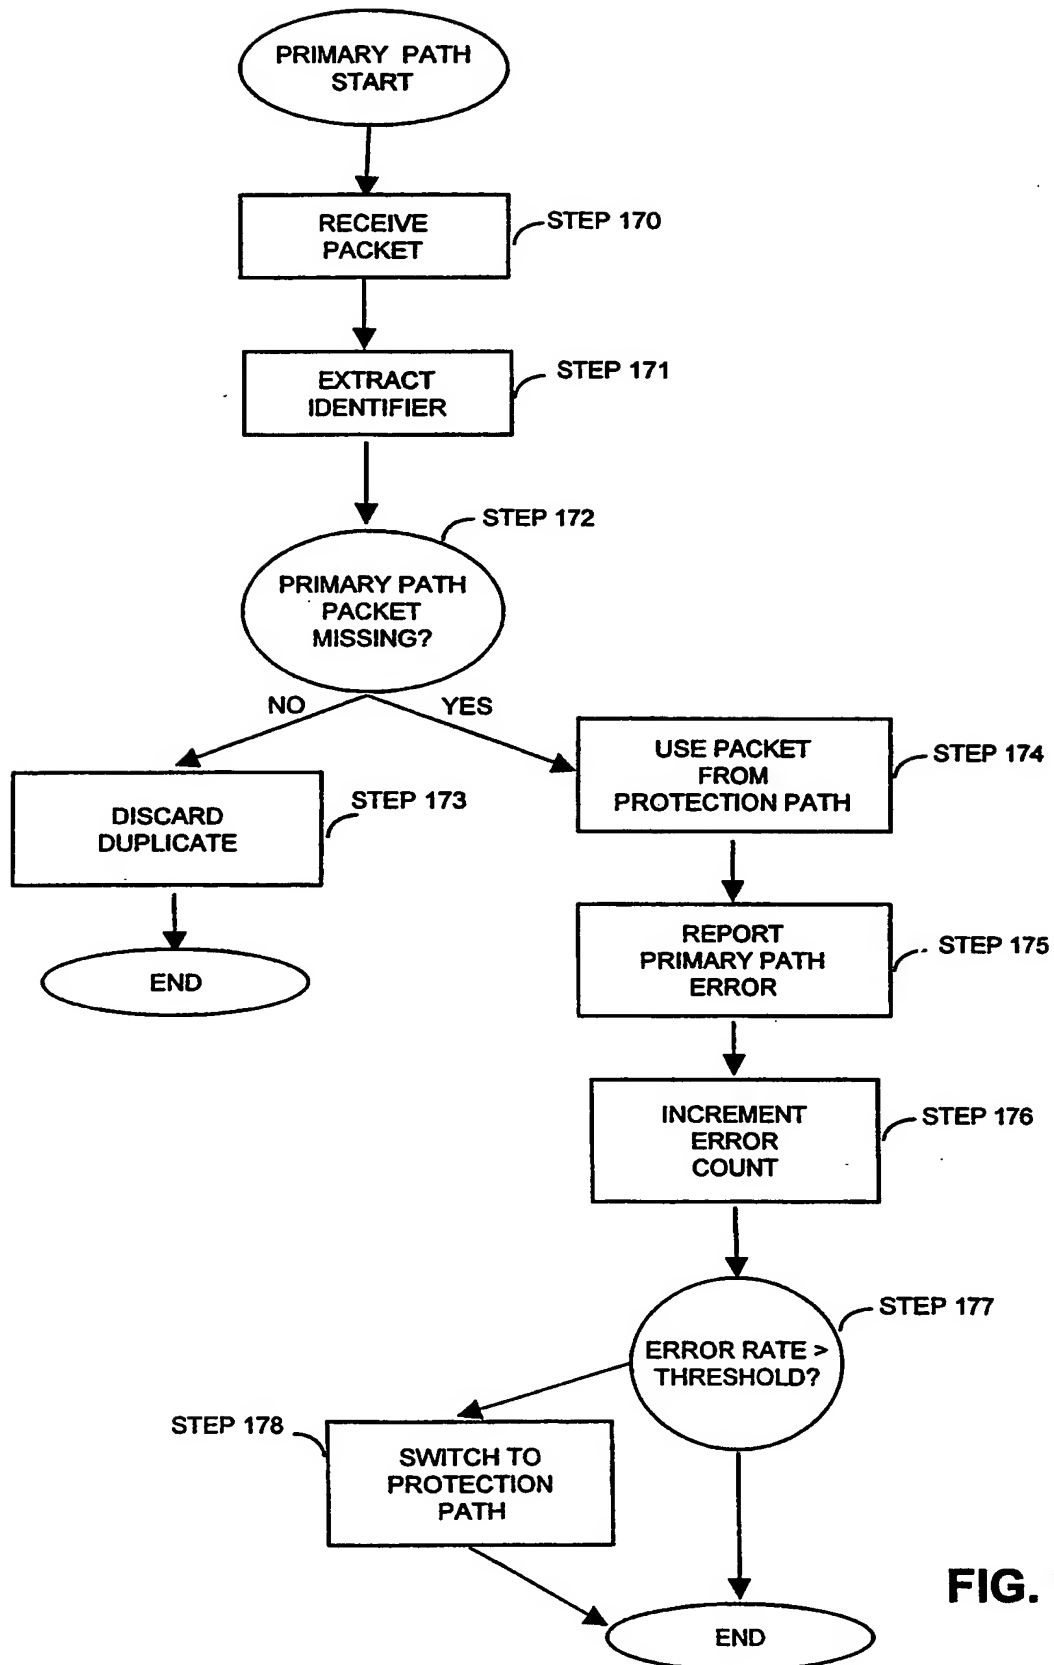 PRIMARY PATH
START
RECEIVE
PACKET
STEP 170
EXTRACT
IDENTIFIER
STEP 171
STEP 172
PRIMARY PATH
PACKET
MISSING?
NO
YES
DISCARD
DUPLICATE
STEP 173
END
USE PACKET
FROM
PROTECTION PATH
STEP 174
REPORT
PRIMARY PATH
ERROR
STEP 175
INCREMENT
ERROR
COUNT
STEP 176
ERROR RATE >
THRESHOLD?
STEP 177
STEP 178
SWITCH TO
PROTECTION
PATH
END
FIG.